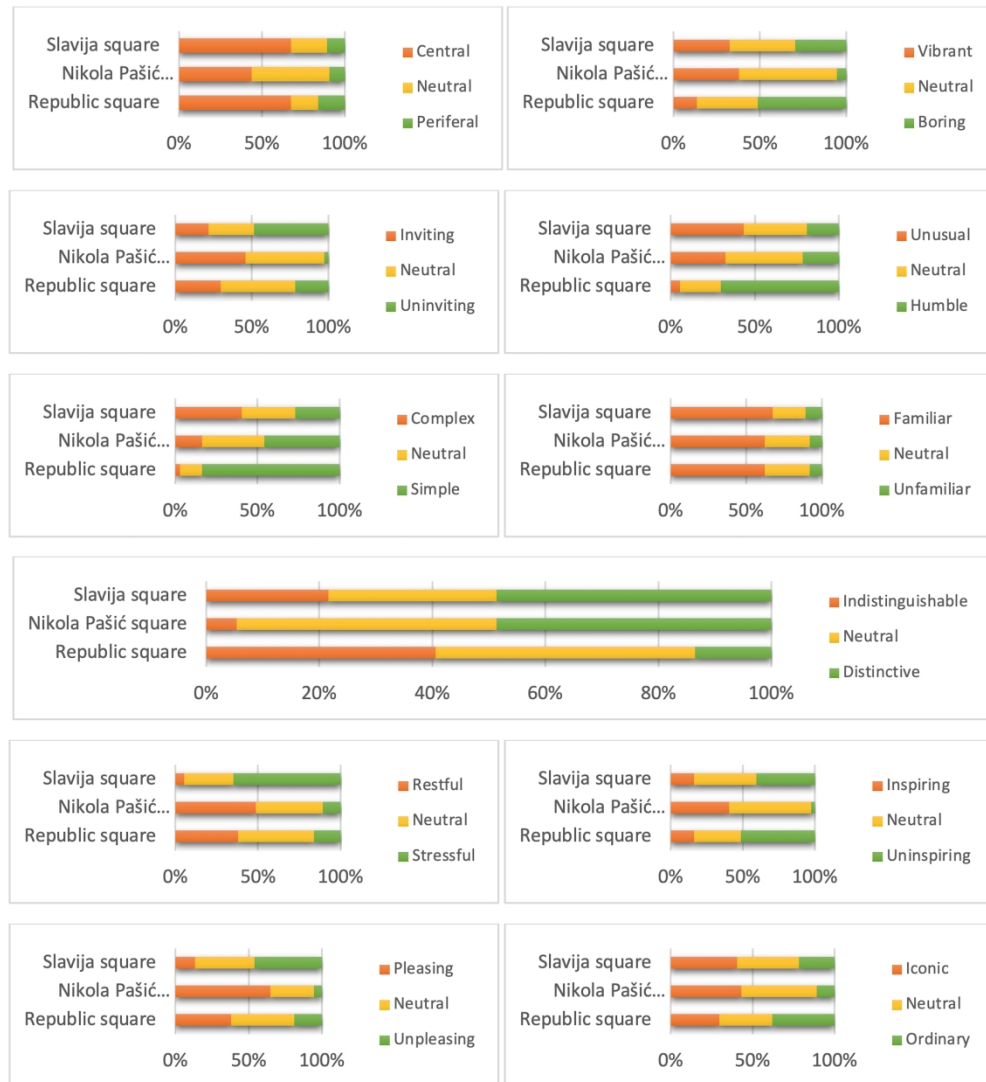 Slavija square
Nikola Pašić...
Republic square
0% 50% 100%
Central
Neutral
Periferal
Slavija square
Nikola Pašić...
Republic square
0% 50% 100%
Vibrant
Neutral
Boring
Slavija square
Nikola Pašić...
Republic square
0% 50% 100%
Inviting
Neutral
Uninviting
Slavija square
Nikola Pašić...
Republic square
0% 50% 100%
Unusual
Neutral
Humble
Slavija square
Nikola Pašić...
Republic square
0% 50% 100%
Complex
Neutral
Simple
Slavija square
Nikola Pašić...
Republic square
0% 50% 100%
Familiar
Neutral
Unfamiliar
Slavija square
Nikola Pašić square
Republic square
0% 20% 40% 60% 80% 100%
Indistinguishable
Neutral
Distinctive
Slavija square
Nikola Pašić...
Republic square
0% 50% 100%
Restful
Neutral
Stressful
Slavija square
Nikola Pašić...
Republic square
0% 50% 100%
Inspiring
Neutral
Uninspiring
Slavija square
Nikola Pašić...
Republic square
0% 50% 100%
Pleasing
Neutral
Unpleasing
Slavija square
Nikola Pašić...
Republic square
0% 50% 100%
Iconic
Neutral
Ordinary